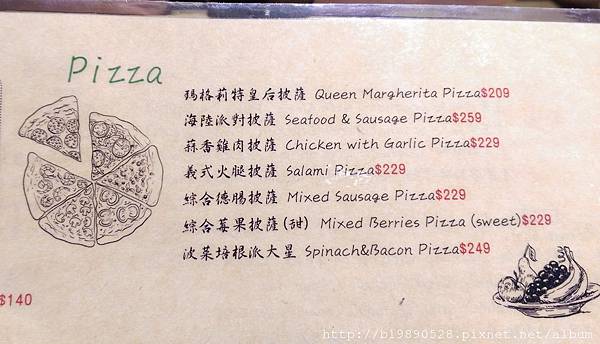 Pizza
瑪格莉特皇后披薩 Queen Margherita Pizza$209
海陸派對披薩 Seafood & Sausage Pizza$259
蒜香雞肉披薩 Chicken with Garlic Pizza$229
義式火腿披薩 Salami Pizza$229
綜合德腸披薩 Mixed Sausage Pizza$229
綜合莓果披薩(甜) Mixed Berries Pizza (sweet)$229
波菜培根派大星 Spinach&Bacon Pizza$249
$140
http://b19890528.pixnet.net/album